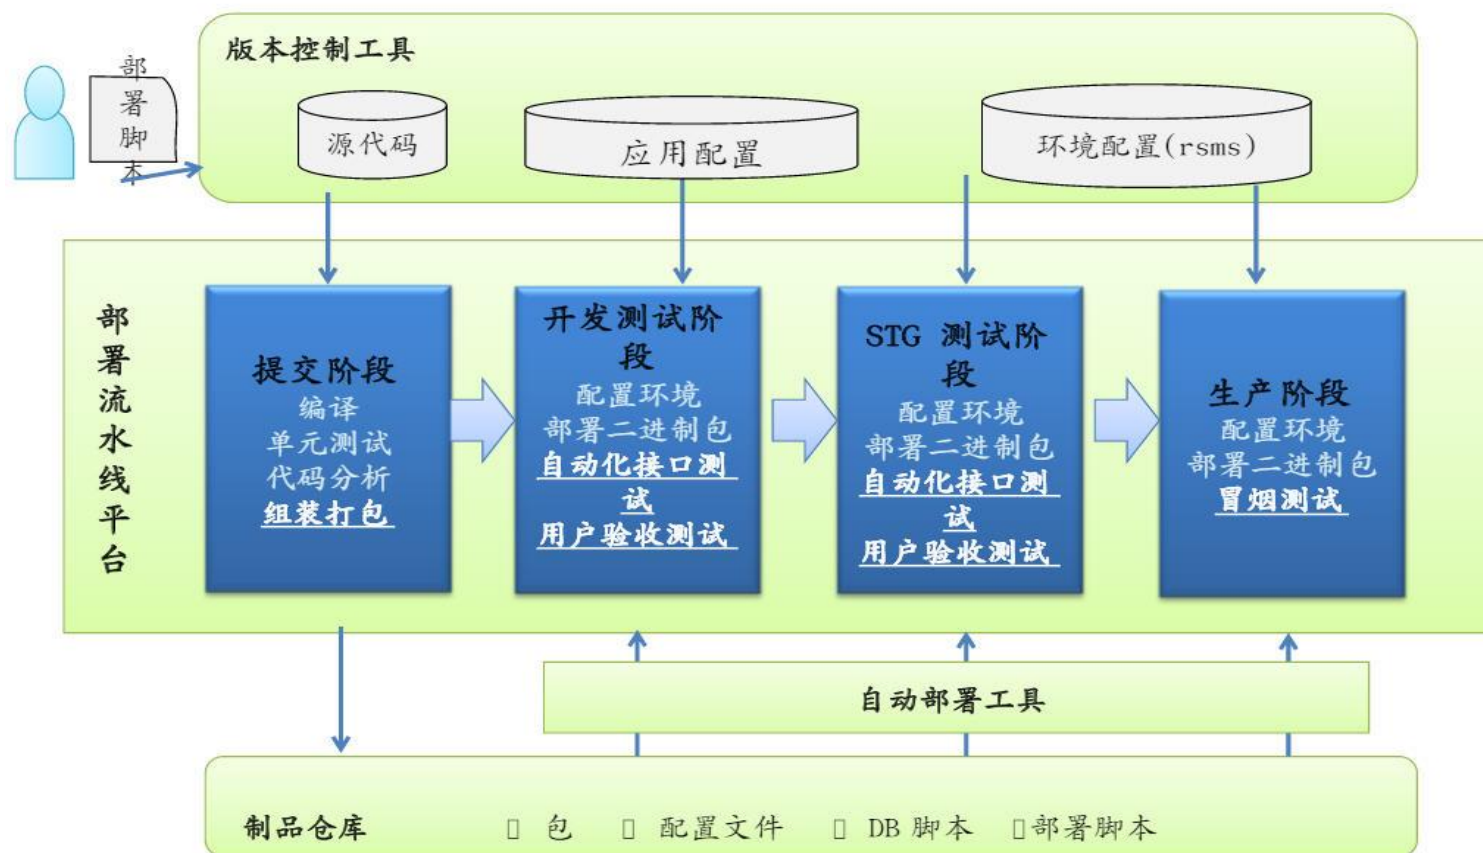 版本控制工具
部
署
脚
本
源代码
应用配置
环境配置(rsms)
部
署
流
水
线
平
台
提交阶段
编译
单元测试
代码分析
组装打包
开发测试阶
段
配置环境
部署二进制包
自动化接口测
试
用户验收测试
STG 测试阶
段
配置环境
部署二进制包
自动化接口测
试
用户验收测试
生产阶段
配置环境
部署二进制包
冒烟测试
自动部署工具
制品仓库 包 配置文件 DB 脚本 部署脚本